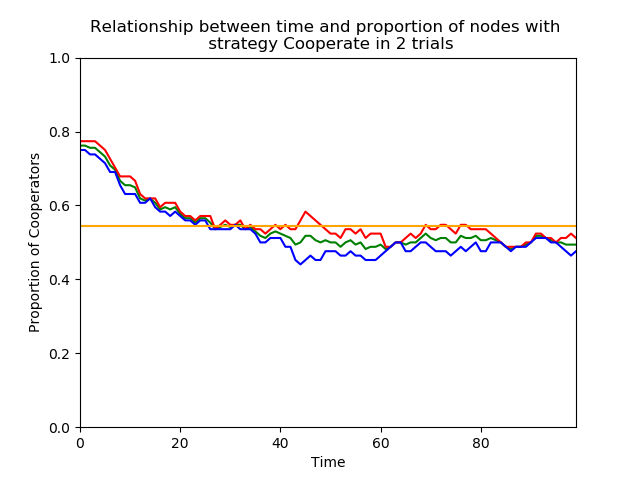 Relationship between time and proportion of nodes with
strategy Cooperate in 2 trials
1.0
0.8
0.6
0.4
0.2
0.0
Proportion of Cooperators
0 20 40 60 80
Time